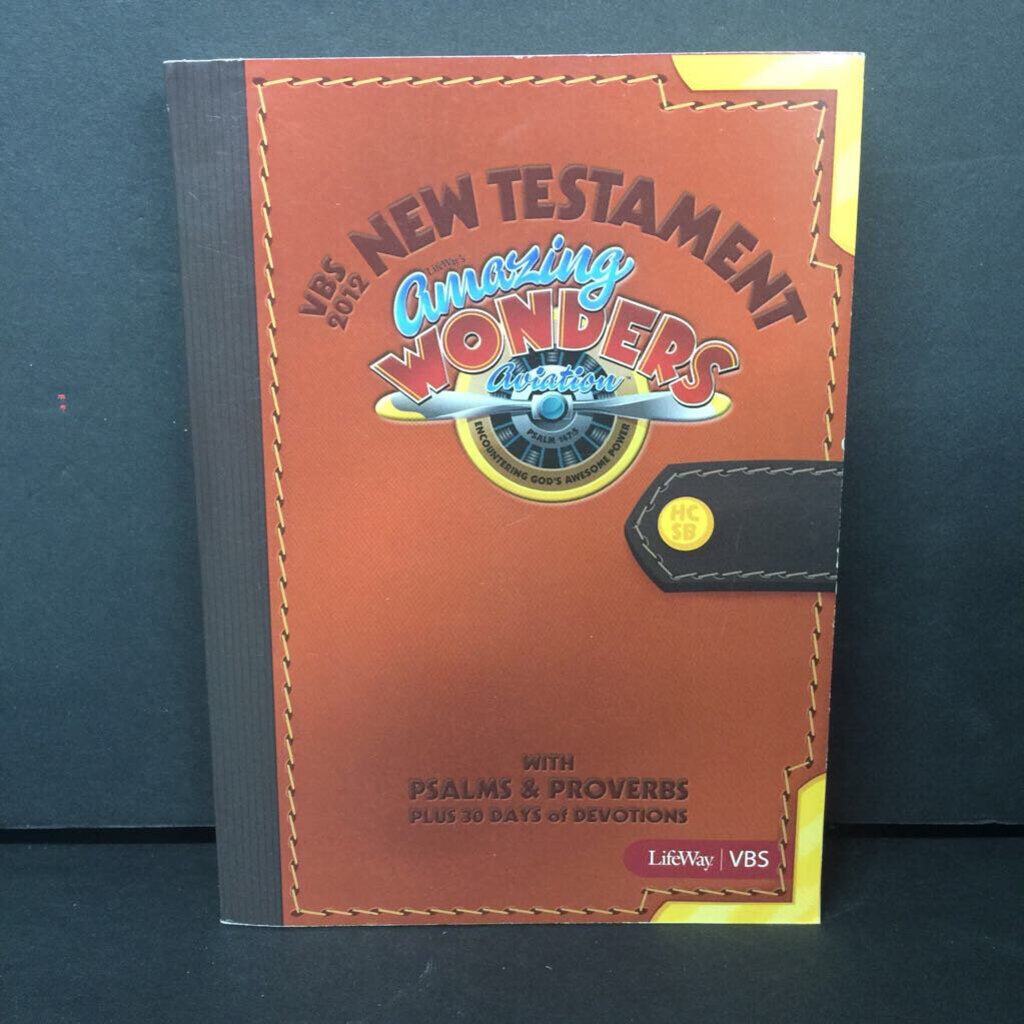 VBS
2012
NEW TESTAMENT
LifeWay's
Amazing
WONDERS
Aviation™
PSALM 147:5
ENCOUNTERING GOD'S AWESOME POWER
HC
SB
WITH
PSALMS & PROVERBS
PLUS 30 DAYS of DEVOTIONS
LifeWay | VBS